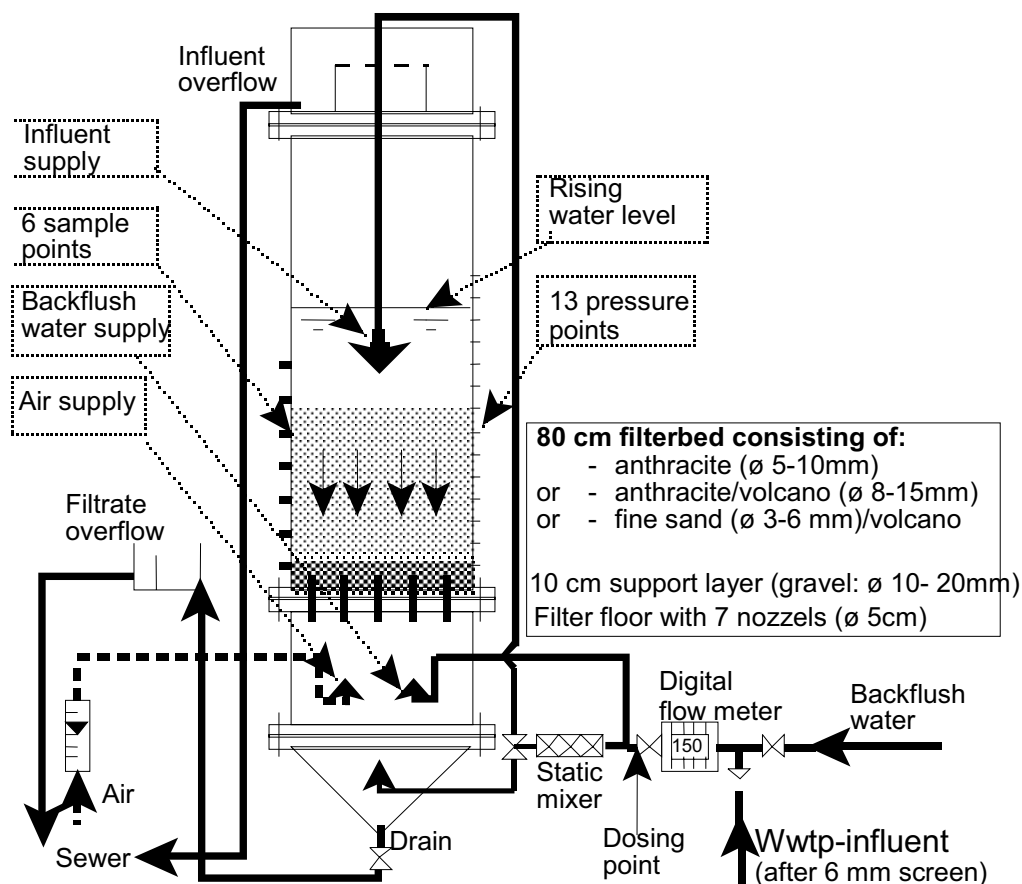 Influent
overflow
Influent
supply
6 sample
points
Backflush
water supply
Air supply
Rising
water level
13 pressure
points
80 cm filterbed consisting of:
- anthracite (ø 5-10mm)
or - anthracite/volcano (ø 8-15mm)
or - fine sand (ø 3-6 mm)/volcano
10 cm support layer (gravel: ø 10- 20mm)
Filter floor with 7 nozzels (ø 5cm)
Filtrate
overflow
Air
Sewer
Drain
Static
mixer
Digital
flow meter
150
Dosing
point
Backflush
water
Wwtp-influent
(after 6 mm screen)